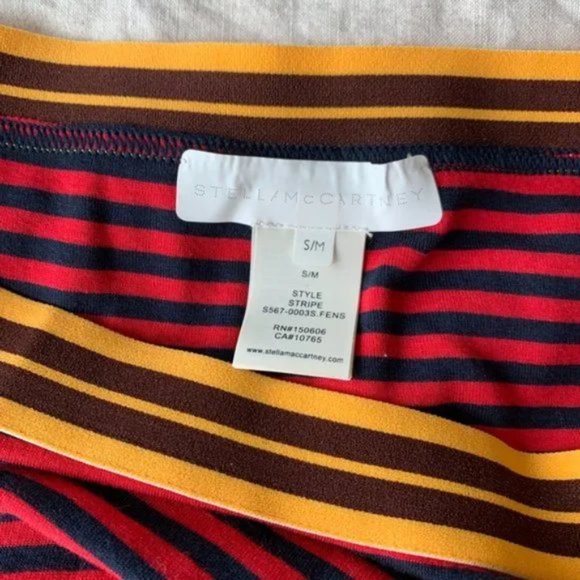 STELLA McCARTNEY
S/M
S/M
STYLE
STRIPE
S567-0003S.FENS
RN#150606
CA#10765
www.stellamccartney.com